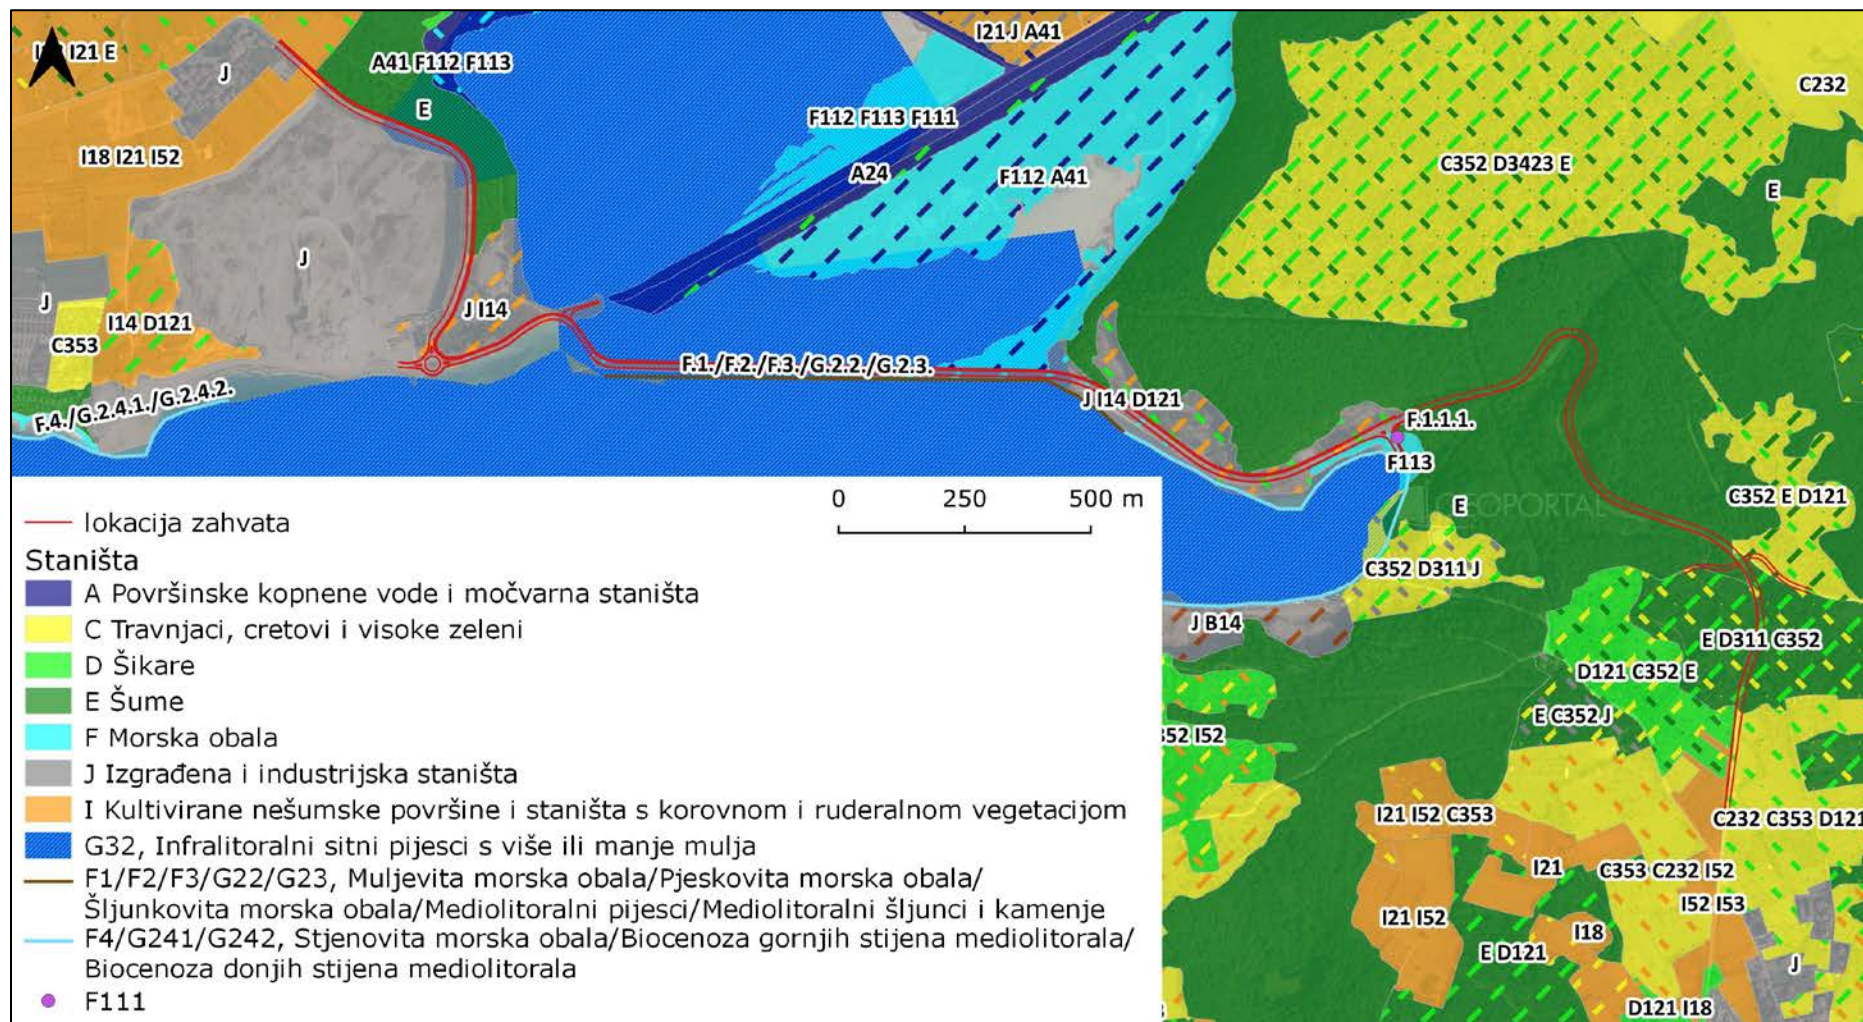 I21 E
A41 F112 F113
I21 J A41
C232
J
E
F112 F113 F111
I18 I21 I52
A24
F112 A41
C352 D3423 E
E
J
J
J I14
I14 D121
C353
F.1./F.2./F.3./G.2.2./G.2.3.
F.4./G.2.4.1./G.2.4.2.
J I14 D121
F.1.1.1.
F113
GEOPORTAL
E
C352 E D121
C352 D311 J
J B14
E D311 C352
D121 C352 E
E C352 J
352 I52
I21 I52 C353
C232 C353 D121
I21
C353 C232 I52
I52 I53
I21 I52
I18
E D121
J
D121 I18
0 250 500 m
lokacija zahvata
Staništa
A Površinske kopnene vode i močvarna staništa
C Travnjaci, cretovi i visoke zeleni
D Šikare
E Šume
F Morska obala
J Izgrađena i industrijska staništa
I Kultivirane nešumske površine i staništa s korovnom i ruderalnom vegetacijom
G32, Infralitoralni sitni pijesci s više ili manje mulja
F1/F2/F3/G22/G23, Muljevita morska obala/Pjeskovita morska obala/
Šljunkovita morska obala/Mediolitoralni pijesci/Mediolitoralni šljunci i kamenje
F4/G241/G242, Stjenovita morska obala/Biocenoza gornjih stijena mediolitorala/
Biocenoza donjih stijena mediolitorala
F111